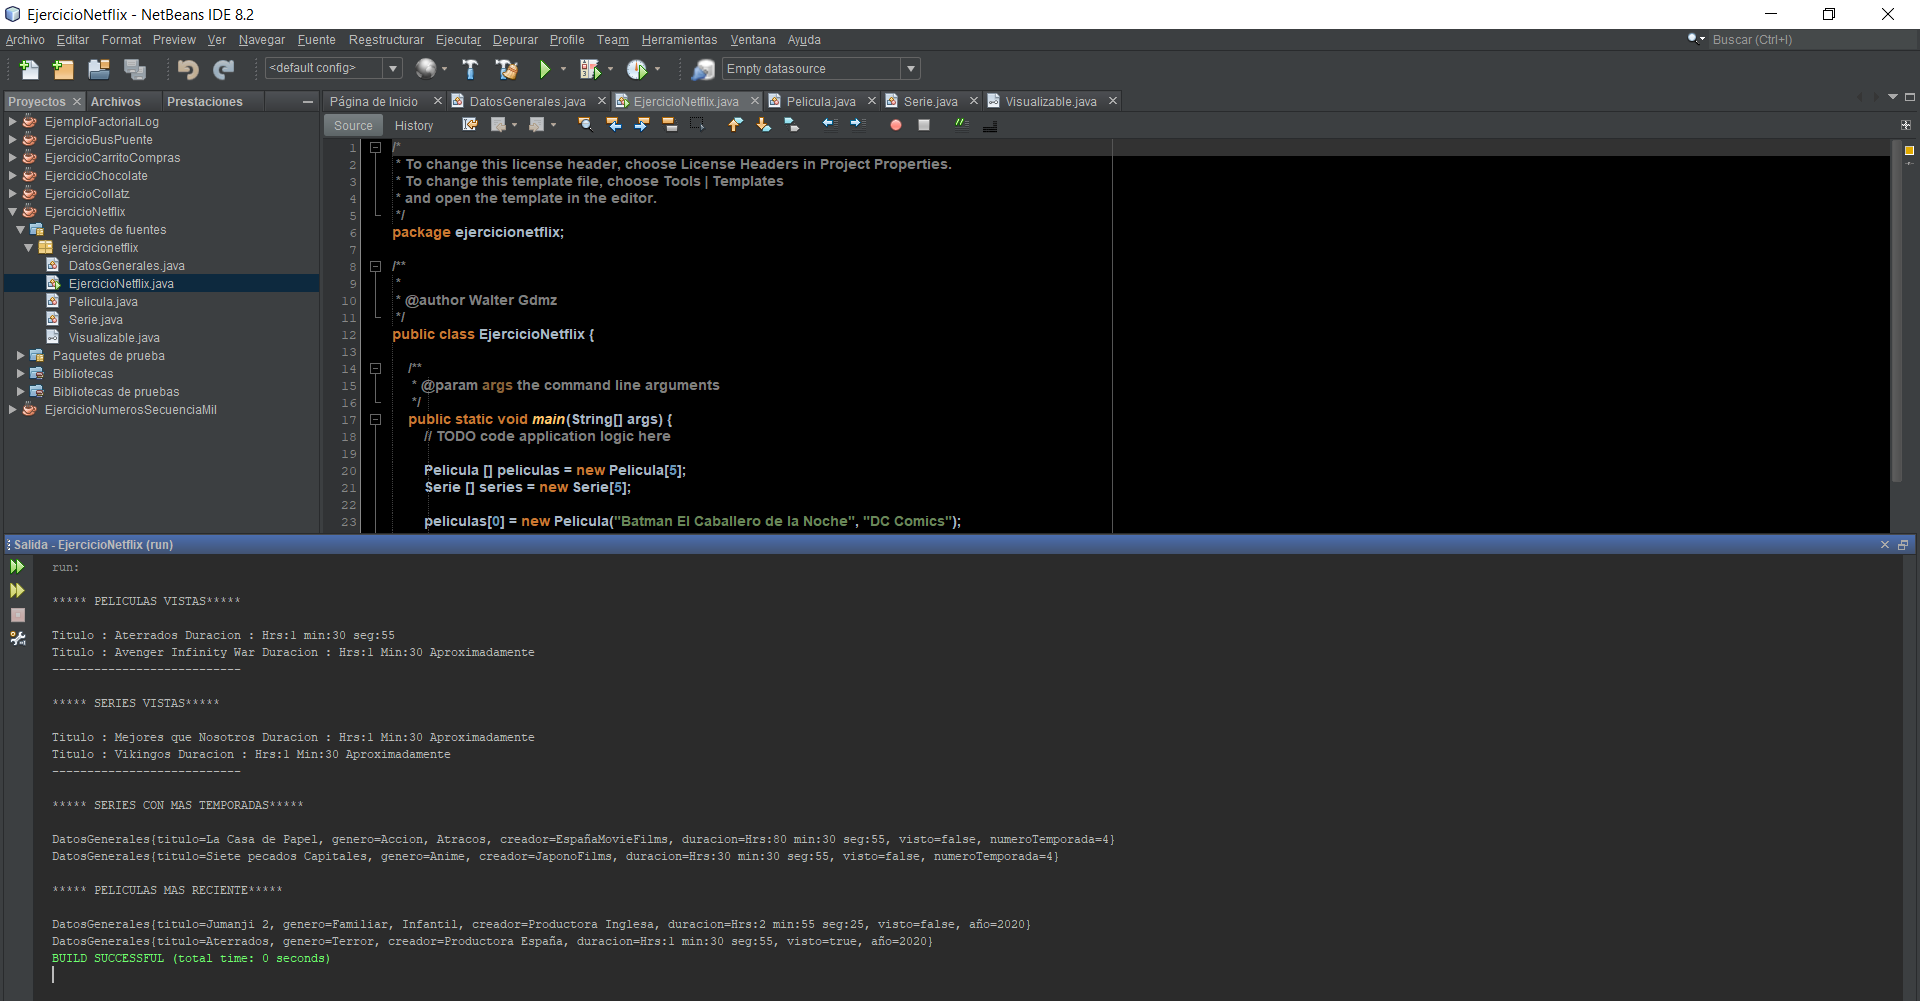 EjercicioNetflix - NetBeans IDE 8.2
Archivo Editar Format Preview Ver Navegar Fuente Reestructurar Ejecutar Depurar Profile Team Herramientas Ventana Ayuda Buscar (Ctrl+I)
<default config> Empty datasource
Proyectos Archivos Prestaciones
Página de Inicio DatosGenerales.java EjercicioNetflix.java Pelicula.java Serie.java Visualizable.java
Source History
EjemploFactorialLog
EjercicioBusPuente
EjercicioCarritoCompras
EjercicioChocolate
EjercicioCollatz
EjercicioNetflix
Paquetes de fuentes
ejercicionetflix
DatosGenerales.java
EjercicioNetflix.java
Pelicula.java
Serie.java
Visualizable.java
Paquetes de prueba
Bibliotecas
Bibliotecas de pruebas
EjercicioNumerosSecuenciaMil
1 /*
2 * To change this license header, choose License Headers in Project Properties.
3 * To change this template file, choose Tools | Templates
4 * and open the template in the editor.
5 */
6 package ejercicionetflix;
7
8 /**
9 *
10 * @author Walter Gdmz
11 */
12 public class EjercicioNetflix {
13
14 /**
15 * @param args the command line arguments
16 */
17 public static void main(String[] args) {
18 // TODO code application logic here
19
20 Pelicula [] peliculas = new Pelicula[5];
21 Serie [] series = new Serie[5];
22
23 peliculas[0] = new Pelicula("Batman El Caballero de la Noche", "DC Comics");
Salida - EjercicioNetflix (run)
run:
***** PELICULAS VISTAS*****
Titulo : Aterrados Duracion : Hrs:1 min:30 seg:55
Titulo : Avenger Infinity War Duracion : Hrs:1 Min:30 Aproximadamente
---------------------------
***** SERIES VISTAS*****
Titulo : Mejores que Nosotros Duracion : Hrs:1 Min:30 Aproximadamente
Titulo : Vikingos Duracion : Hrs:1 Min:30 Aproximadamente
---------------------------
***** SERIES CON MAS TEMPORADAS*****
DatosGenerales{titulo=La Casa de Papel, genero=Accion, Atracos, creador=EspañaMovieFilms, duracion=Hrs:80 min:30 seg:55, visto=false, numeroTemporada=4}
DatosGenerales{titulo=Siete pecados Capitales, genero=Anime, creador=JaponoFilms, duracion=Hrs:30 min:30 seg:55, visto=false, numeroTemporada=4}
***** PELICULAS MAS RECIENTE*****
DatosGenerales{titulo=Jumanji 2, genero=Familiar, Infantil, creador=Productora Inglesa, duracion=Hrs:2 min:55 seg:25, visto=false, año=2020}
DatosGenerales{titulo=Aterrados, genero=Terror, creador=Productora España, duracion=Hrs:1 min:30 seg:55, visto=true, año=2020}
BUILD SUCCESSFUL (total time: 0 seconds)